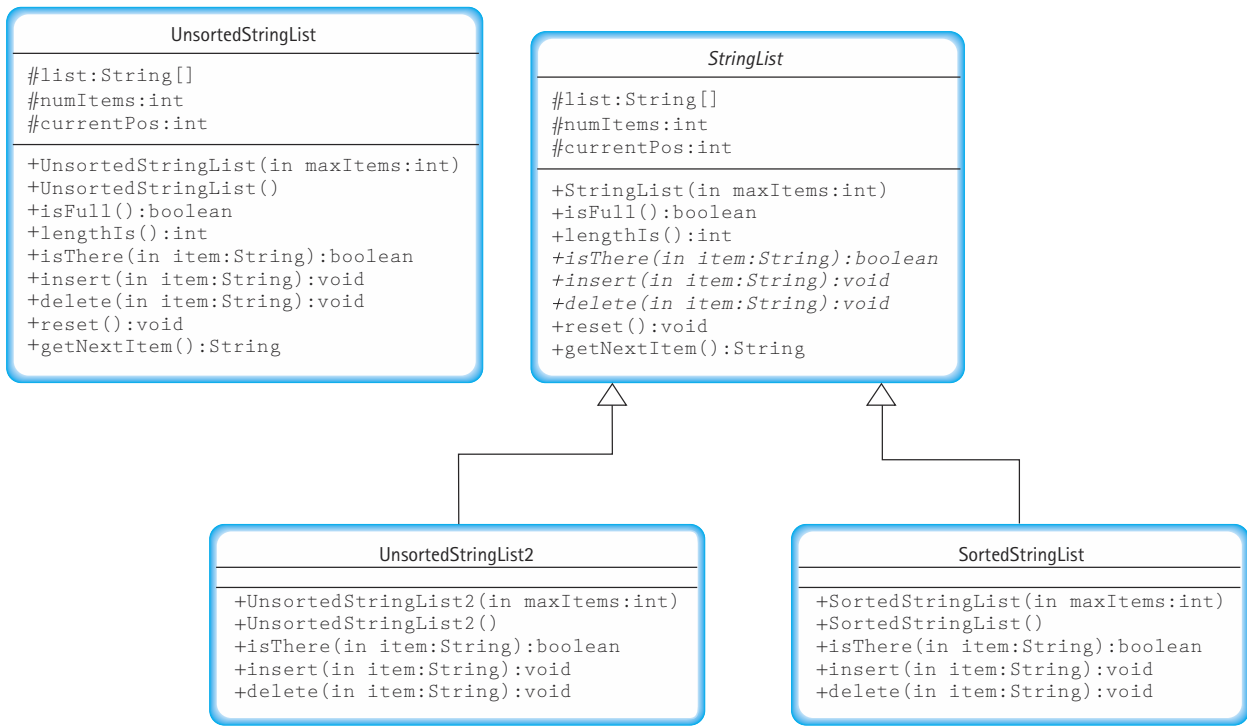 UnsortedStringList
#list:String[]
#numItems:int
#currentPos:int
+UnsortedStringList(in maxItems:int)
+UnsortedStringList()
+isFull():boolean
+lengthIs():int
+isThere(in item:String):boolean
+insert(in item:String):void
+delete(in item:String):void
+reset():void
+getNextItem():String
StringList
#list:String[]
#numItems:int
#currentPos:int
+StringList(in maxItems:int)
+isFull():boolean
+lengthIs():int
+isThere(in item:String):boolean
+insert(in item:String):void
+delete(in item:String):void
+reset():void
+getNextItem():String
UnsortedStringList2
+UnsortedStringList2(in maxItems:int)
+UnsortedStringList2()
+isThere(in item:String):boolean
+insert(in item:String):void
+delete(in item:String):void
SortedStringList
+SortedStringList(in maxItems:int)
+SortedStringList()
+isThere(in item:String):boolean
+insert(in item:String):void
+delete(in item:String):void